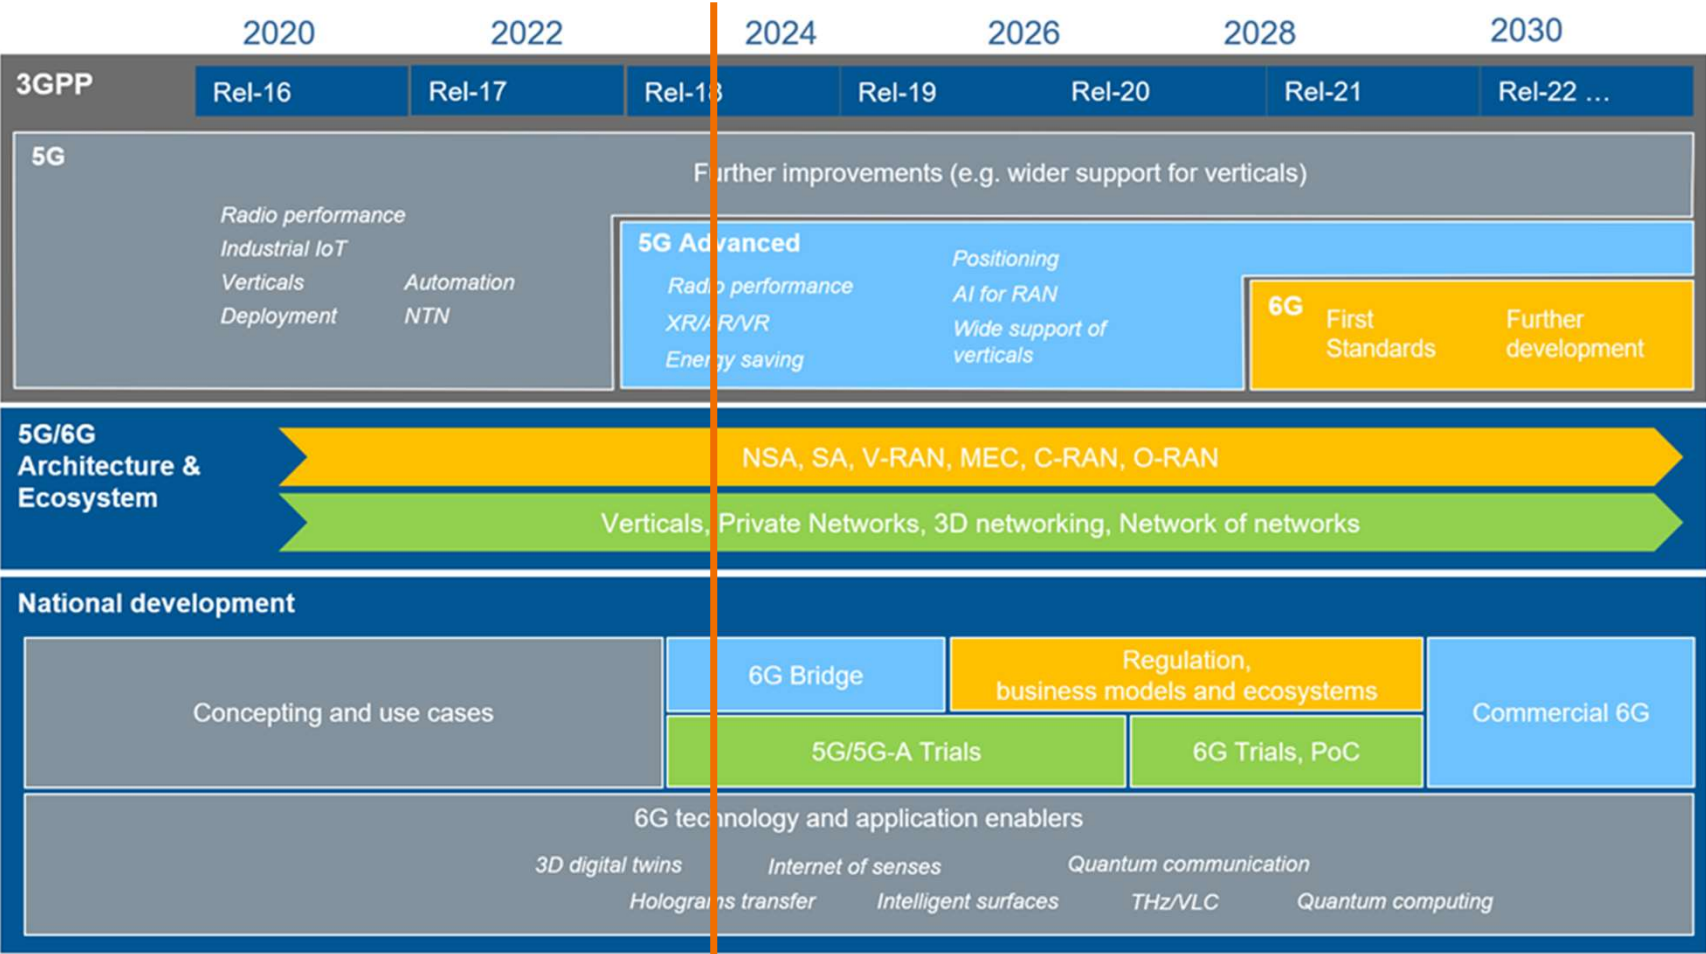 2020 2022 2024 2026 2028 2030
3GPP Rel-16 Rel-17 Rel-18 Rel-19 Rel-20 Rel-21 Rel-22 ...
5G
Further improvements (e.g. wider support for verticals)
Radio performance
Industrial IoT
Verticals Automation
Deployment NTN
5G Advanced
Radio performance
XR/AR/VR
Energy saving
Positioning
AI for RAN
Wide support of
verticals
6G
First
Standards
Further
development
5G/6G
Architecture &
Ecosystem
NSA, SA, V-RAN, MEC, C-RAN, O-RAN
Verticals, Private Networks, 3D networking, Network of networks
National development
Concepting and use cases
6G Bridge
Regulation,
business models and ecosystems
5G/5G-A Trials
6G Trials, PoC
Commercial 6G
6G technology and application enablers
3D digital twins Internet of senses Quantum communication
Holograms transfer Intelligent surfaces THz/VLC Quantum computing